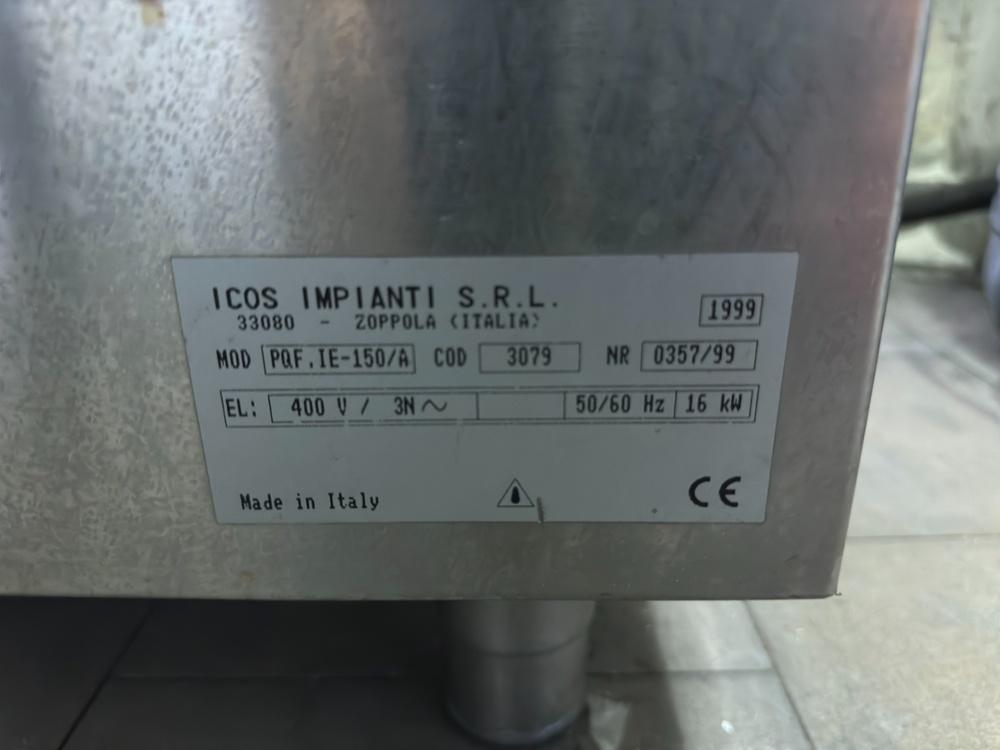 ICOS IMPIANTI S.R.L.
1999
33080 - ZOPPOLA (ITALIA)
MOD PQF.IE-150/A COD 3079 NR 0357/99
EL: 400 V / 3N~ 50/60 Hz 16 kW
Made in Italy CE